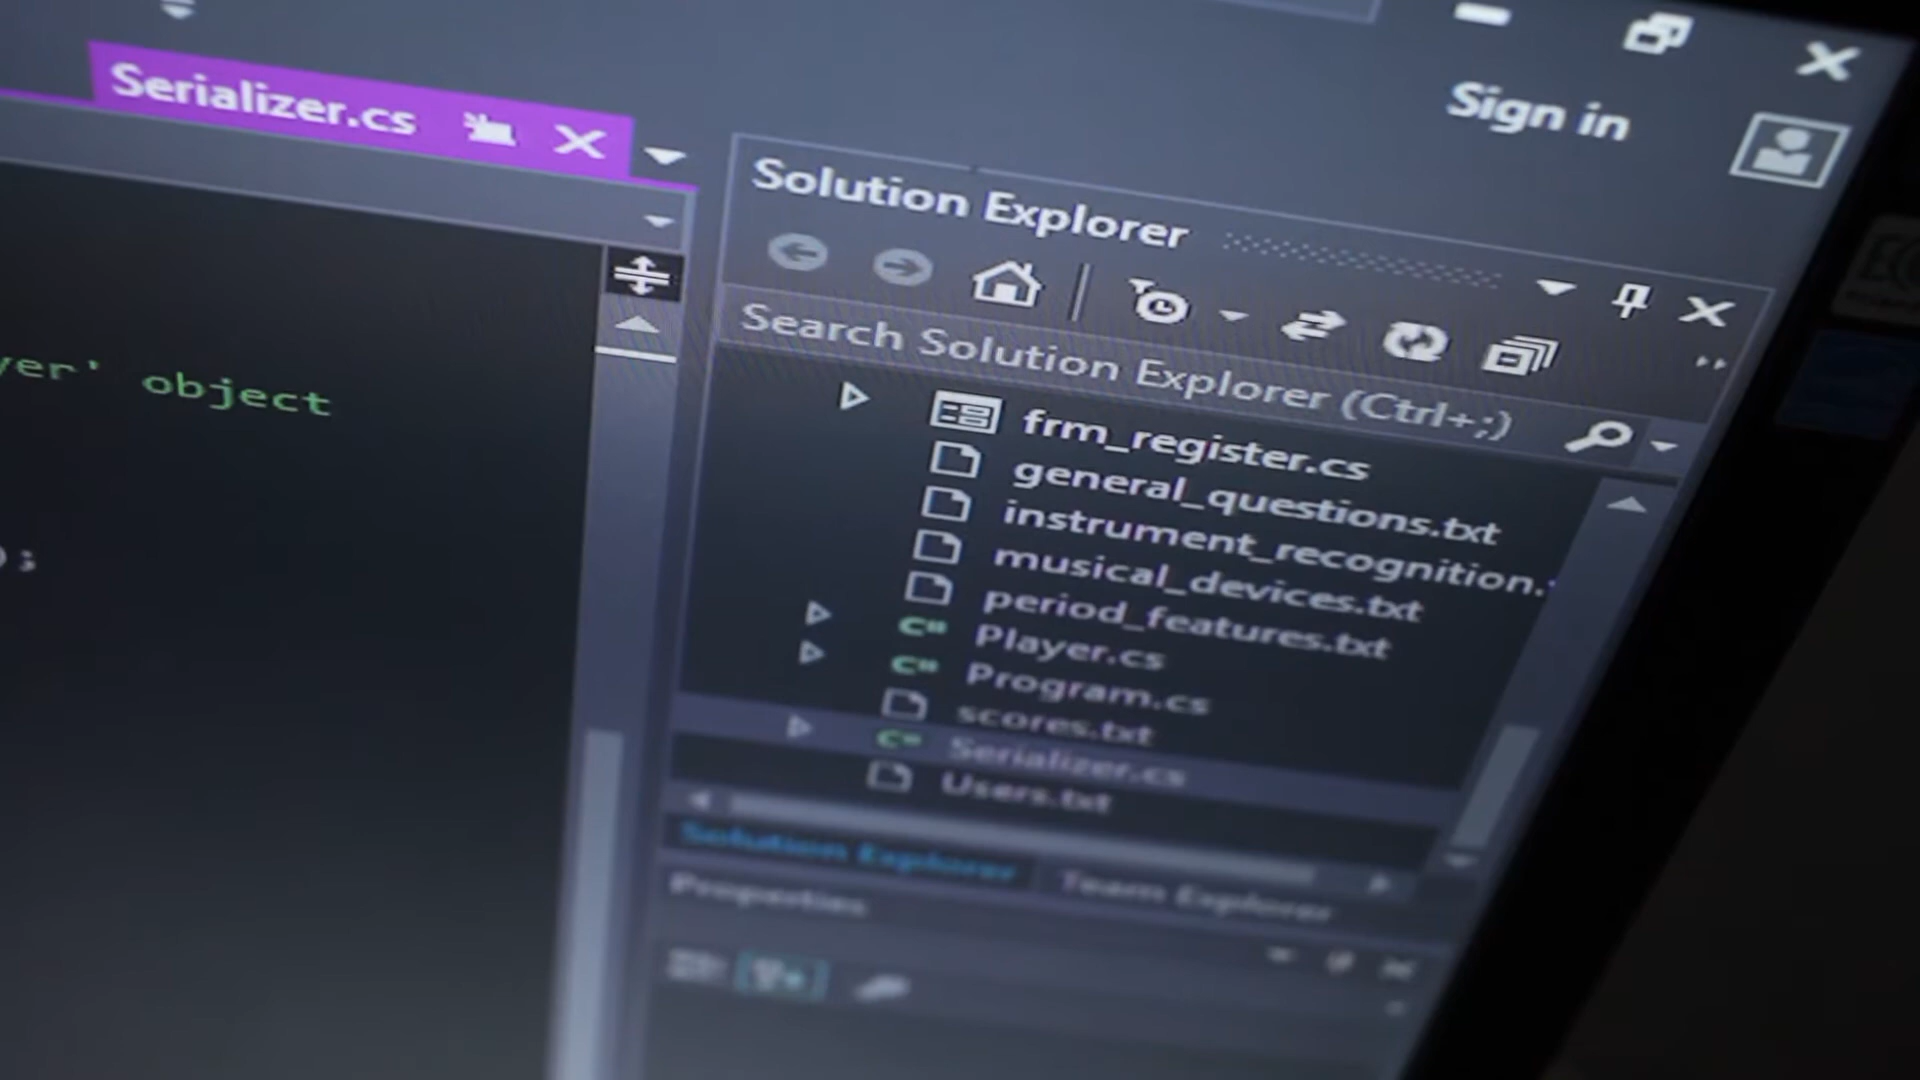 Serializer.cs
Sign in
Solution Explorer
Search Solution Explorer (Ctrl+;)
yer' object
);
frm_register.cs
general_questions.txt
instrument_recognition.
musical_devices.txt
period_features.txt
C# Player.cs
C# Program.cs
scores.txt
C# Serializer.cs
Users.txt
Solution Explorer
Team Explorer
Properties